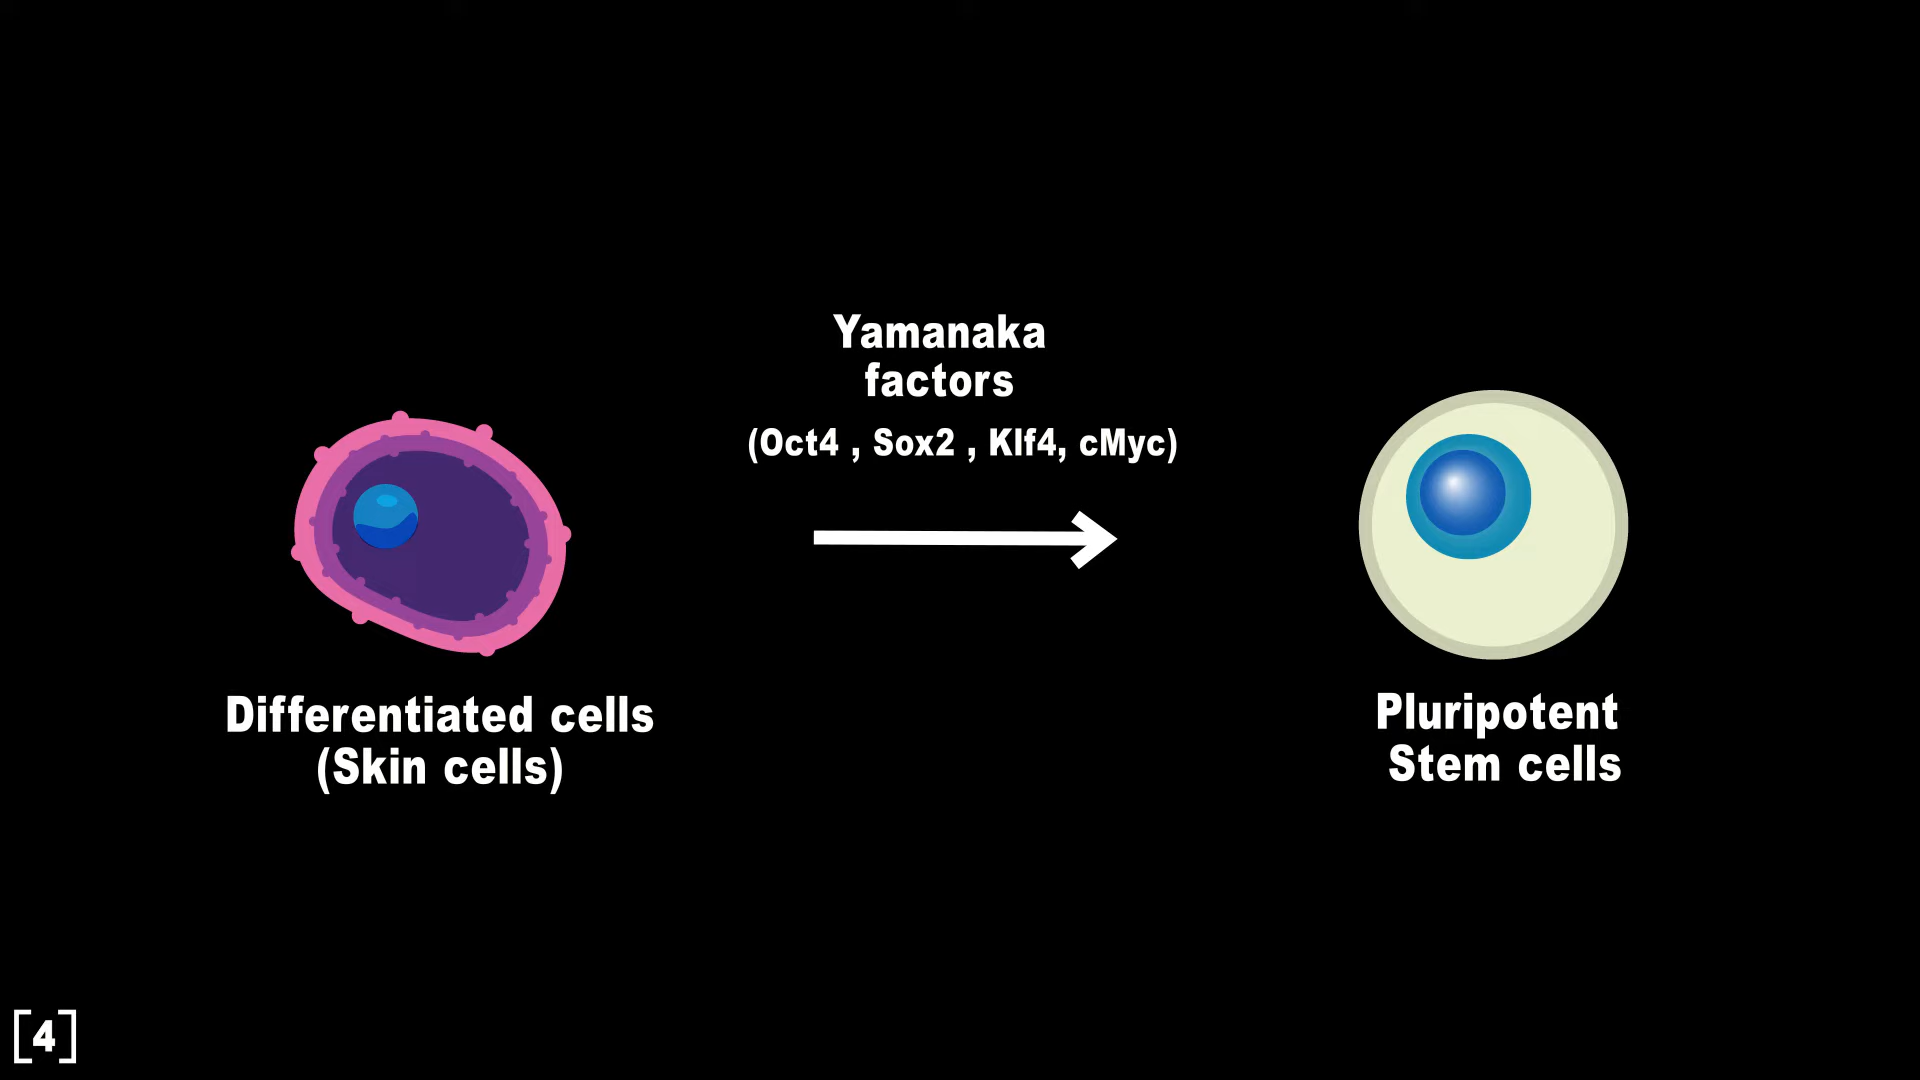 Yamanaka
factors
(Oct4 , Sox2 , Klf4, cMyc)
Differentiated cells
(Skin cells)
Pluripotent
Stem cells
[4]